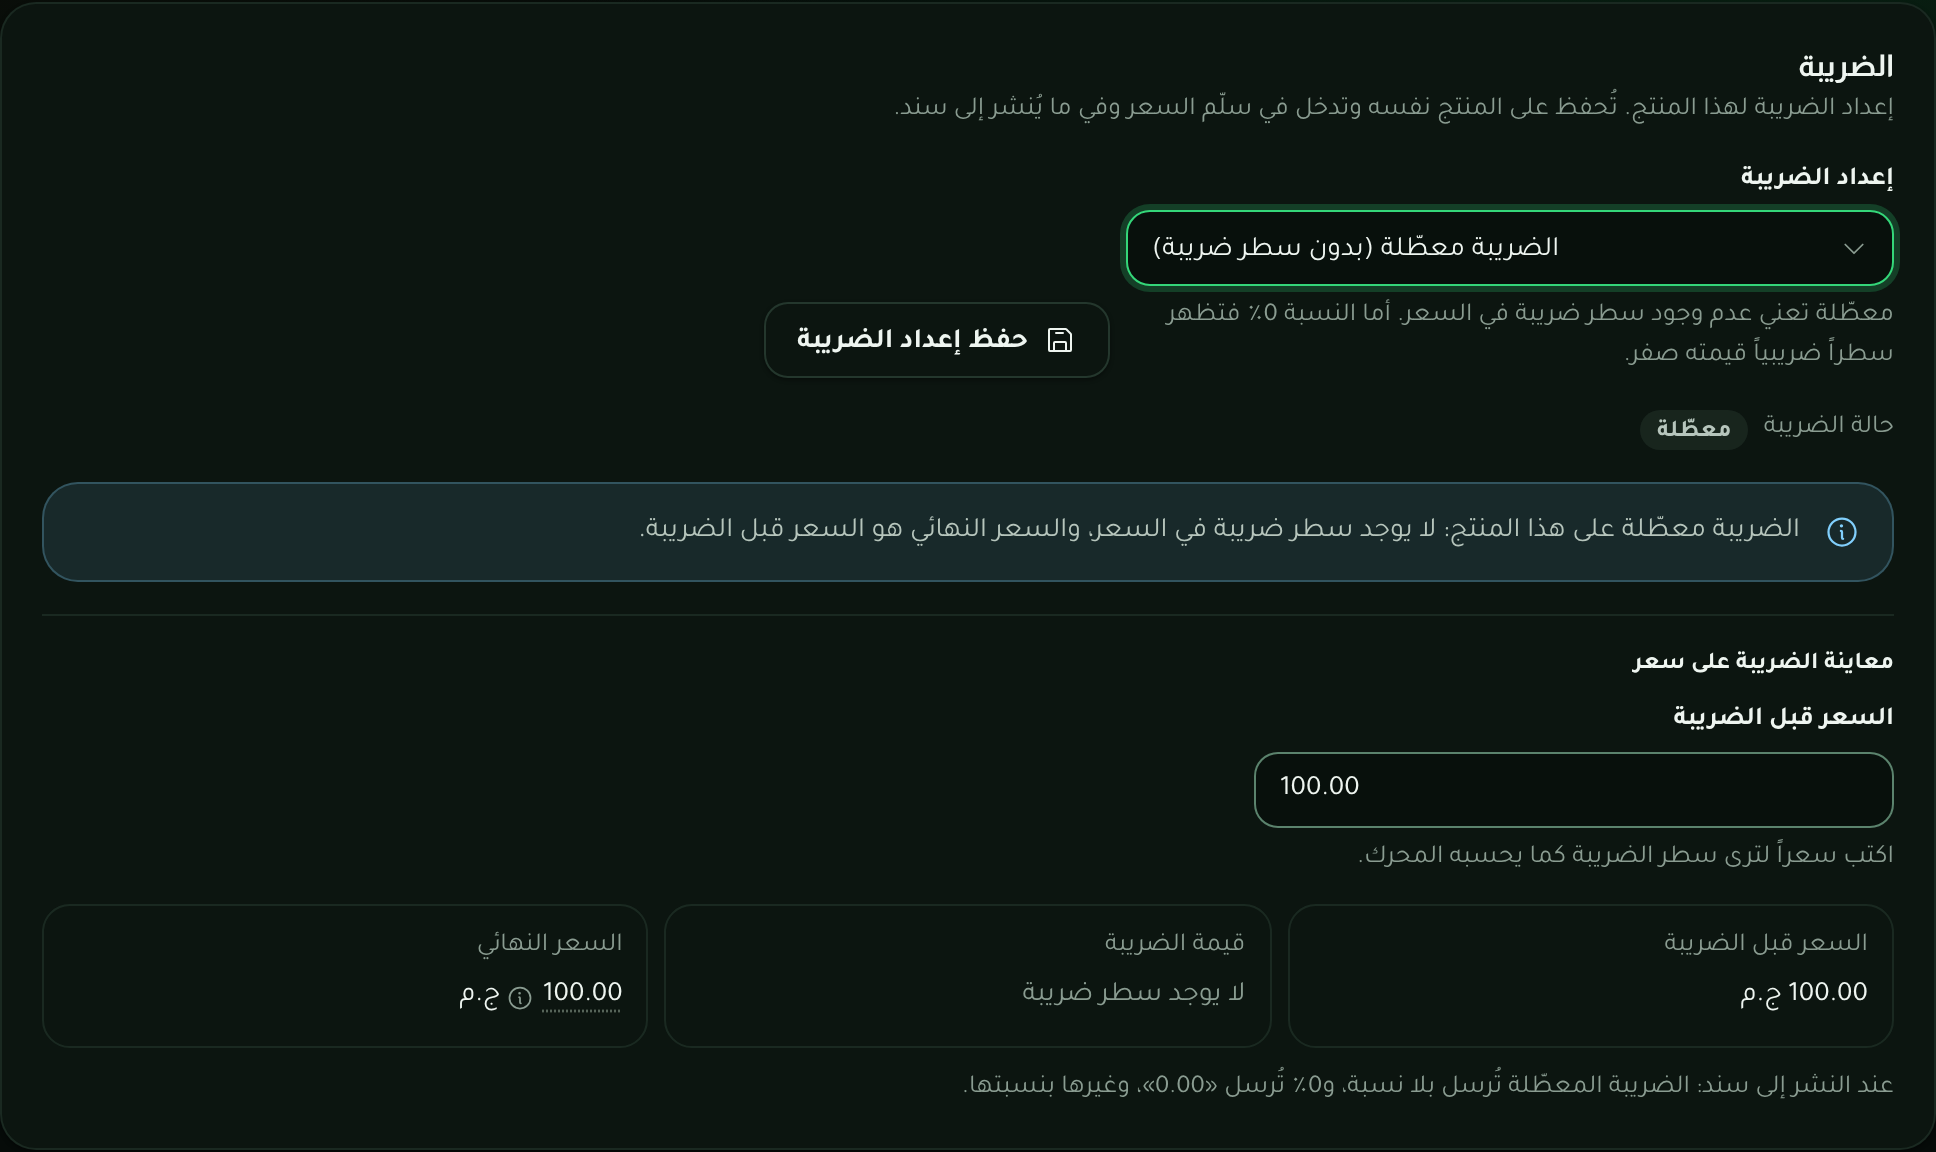 الضريبة
إعداد الضريبة لهذا المنتج. تُحفظ على المنتج نفسه وتدخل في سلّم السعر وفي ما يُنشر إلى سند.
إعداد الضريبة
الضريبة معطّلة (بدون سطر ضريبة)
معطّلة تعني عدم وجود سطر ضريبة في السعر. أما النسبة 0٪ فتظهر
سطراً ضريبياً قيمته صفر.
حفظ إعداد الضريبة
حالة الضريبة معطّلة
الضريبة معطّلة على هذا المنتج: لا يوجد سطر ضريبة في السعر، والسعر النهائي هو السعر قبل الضريبة.
معاينة الضريبة على سعر
السعر قبل الضريبة
100.00
اكتب سعراً لترى سطر الضريبة كما يحسبه المحرك.
السعر قبل الضريبة
100.00 ج.م
قيمة الضريبة
لا يوجد سطر ضريبة
السعر النهائي
100.00 ج.م
عند النشر إلى سند: الضريبة المعطّلة تُرسل بلا نسبة، و0٪ تُرسل «0.00»، وغيرها بنسبتها.